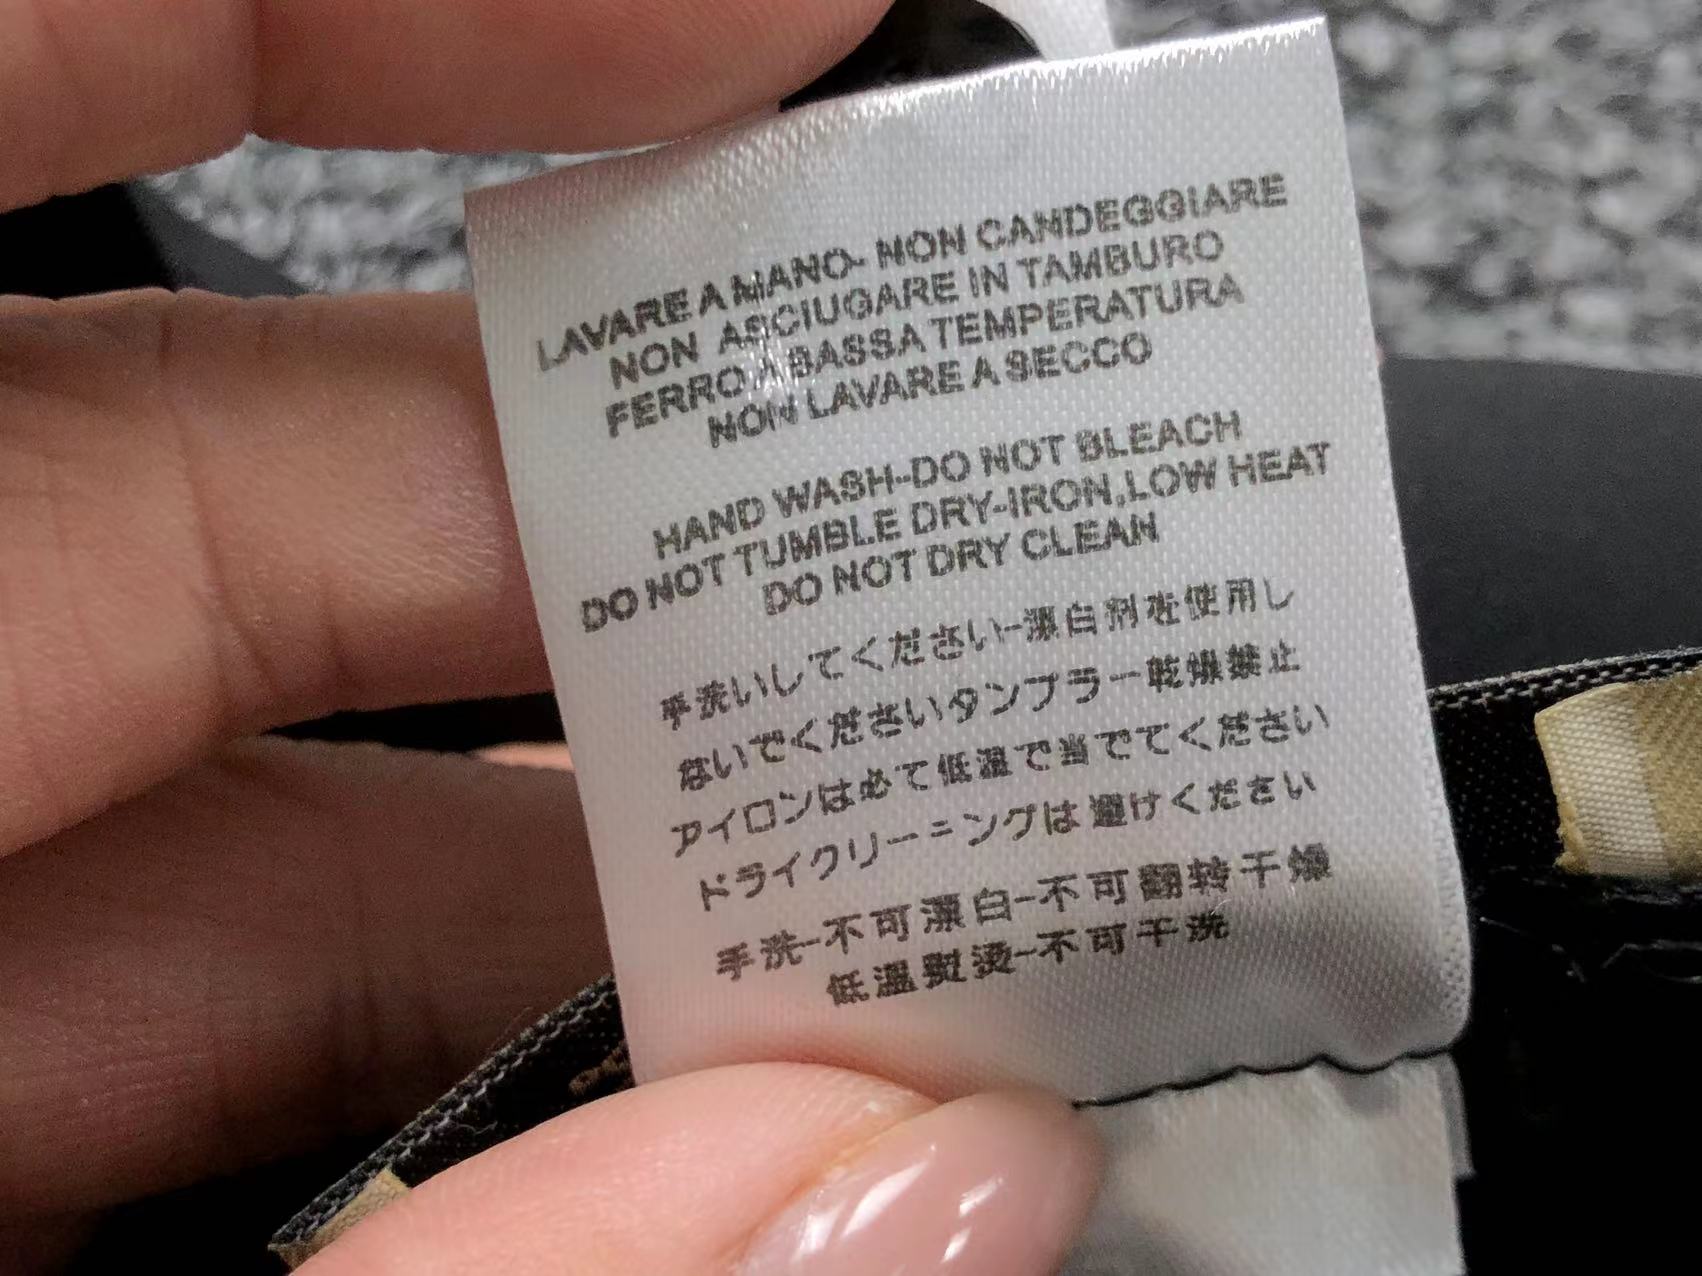 LAVARE A MANO- NON CANDEGGIARE
NON ASCIUGARE IN TAMBURO
FERRO A BASSA TEMPERATURA
NON LAVARE A SECCO
HAND WASH-DO NOT BLEACH
DO NOT TUMBLE DRY-IRON,LOW HEAT
DO NOT DRY CLEAN
手洗いしてください-漂白剤を使用し
ないでくださいタンブラー乾燥禁止
アイロンは必て低温で当でてください
ドライクリーニングは避けください
手洗-不可漂白-不可翻转干燥
低温熨烫-不可干洗